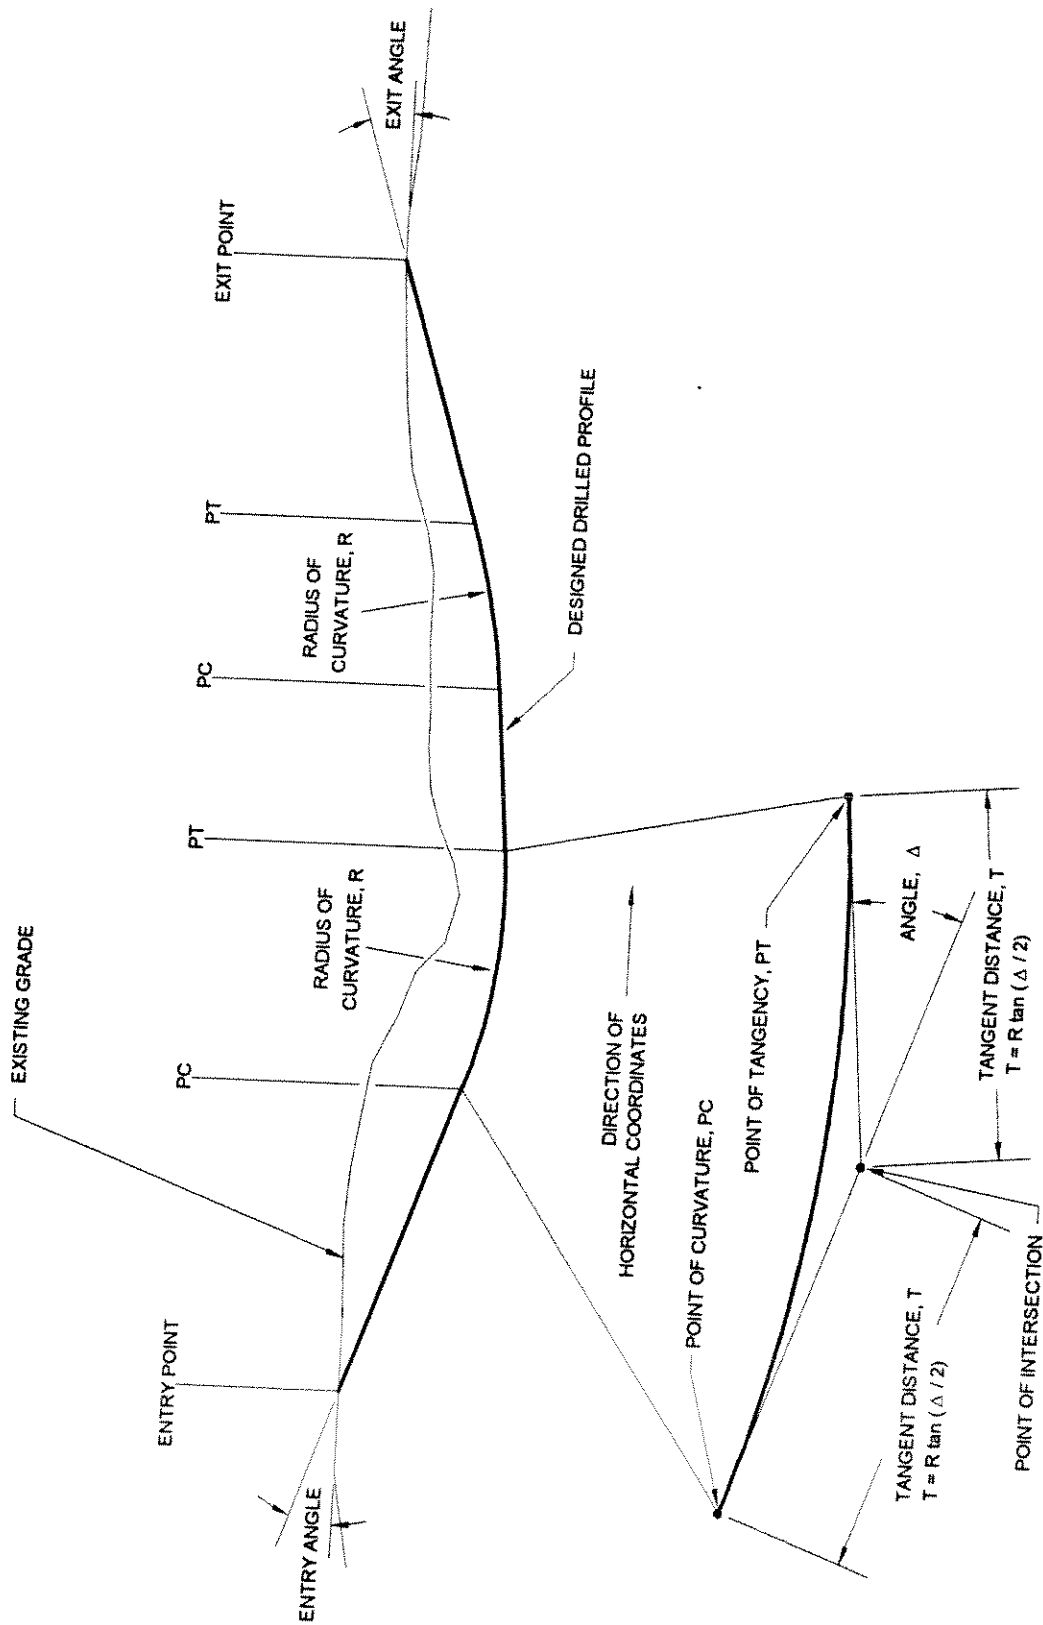 ENTRY POINT
EXISTING GRADE
PC
RADIUS OF
CURVATURE, R
PT
PC
RADIUS OF
CURVATURE, R
PT
EXIT POINT
ENTRY ANGLE
EXIT ANGLE
DESIGNED DRILLED PROFILE
DIRECTION OF
HORIZONTAL COORDINATES
POINT OF CURVATURE, PC
POINT OF TANGENCY, PT
ANGLE, Δ
TANGENT DISTANCE, T
T = R tan ( Δ / 2)
TANGENT DISTANCE, T
T = R tan ( Δ / 2)
POINT OF INTERSECTION